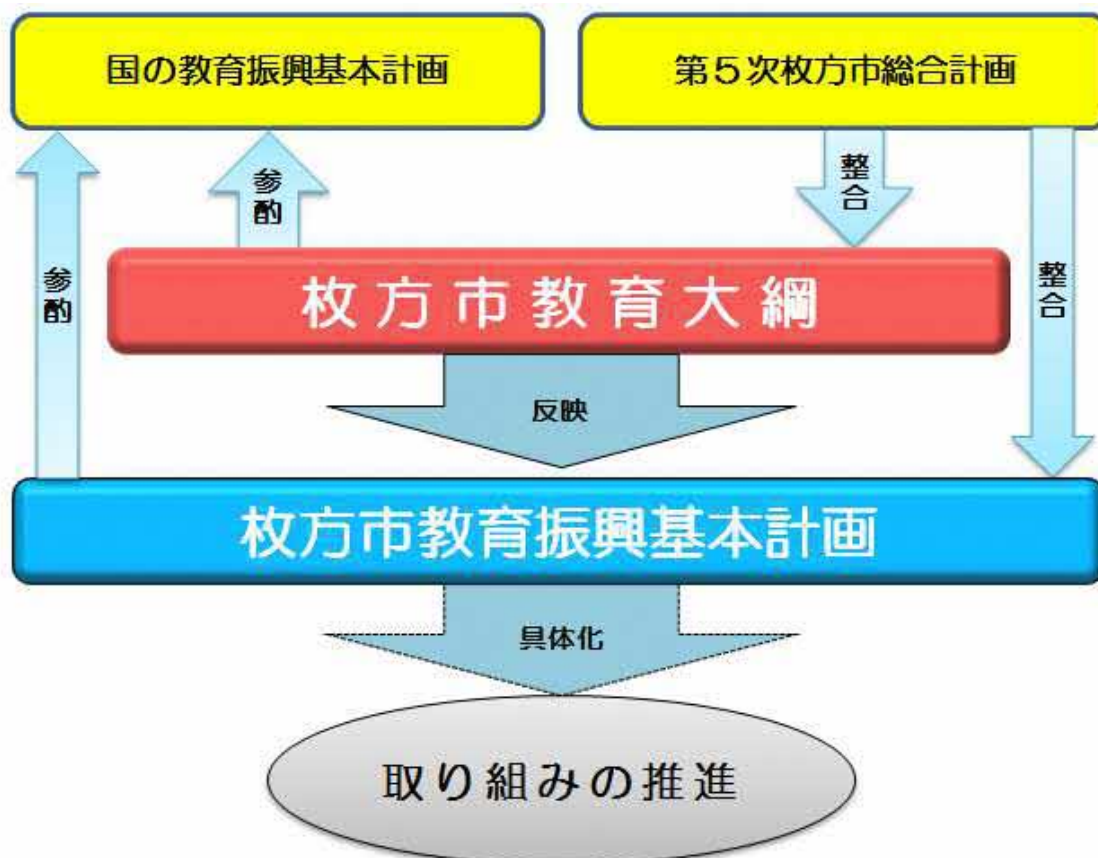 国の教育振興基本計画
第5次枚方市総合計画
参酌
参酌
整合
整合
枚方市教育大綱
反映
枚方市教育振興基本計画
具体化
取り組みの推進